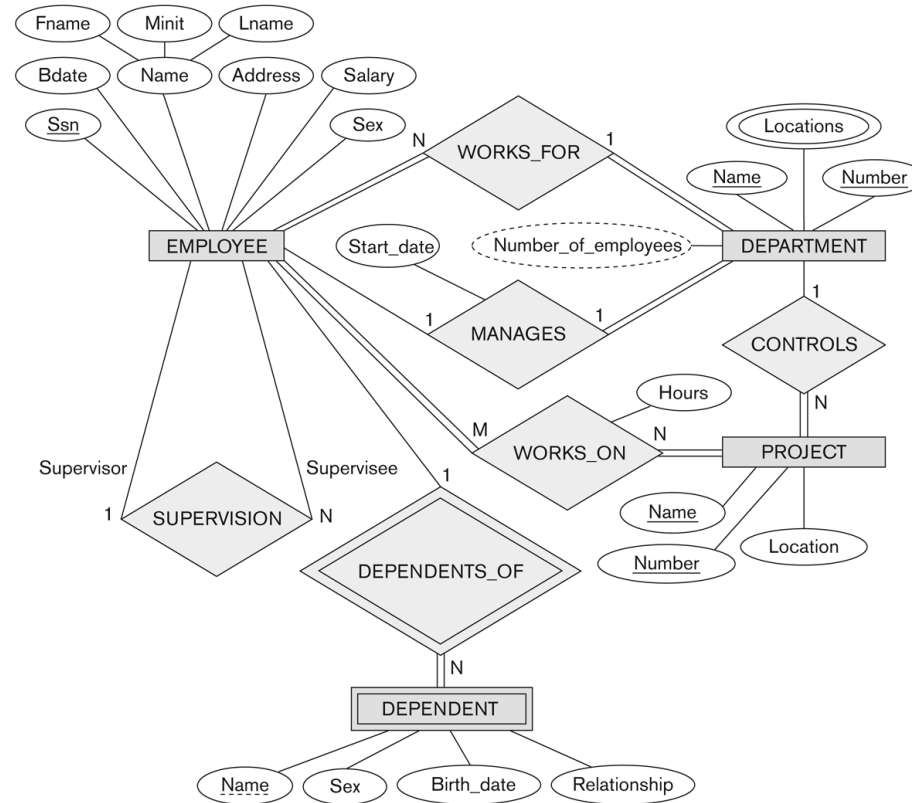 Fname
Minit
Lname
Bdate
Name
Address
Salary
Ssn
Sex
N
WORKS_FOR
1
Locations
Name
Number
EMPLOYEE
Start_date
Number_of_employees
DEPARTMENT
1
MANAGES
1
1
CONTROLS
N
Hours
M
WORKS_ON
N
PROJECT
Supervisor
Supervisee
1
SUPERVISION
N
1
Name
Number
Location
DEPENDENTS_OF
N
DEPENDENT
Name
Sex
Birth_date
Relationship